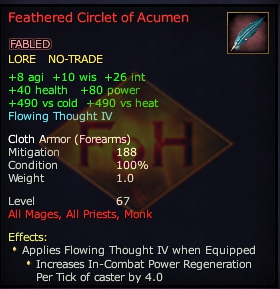 Feathered Circlet of Acumen
FABLED
LORE NO-TRADE
+8 agi +10 wis +26 int
+40 health +80 power
+490 vs cold +490 vs heat
Flowing Thought IV
Cloth Armor (Forearms)
Mitigation 188
Condition 100%
Weight 1.0
Level 67
All Mages, All Priests, Monk
Effects:
Applies Flowing Thought IV when Equipped
Increases In-Combat Power Regeneration
Per Tick of caster by 4.0